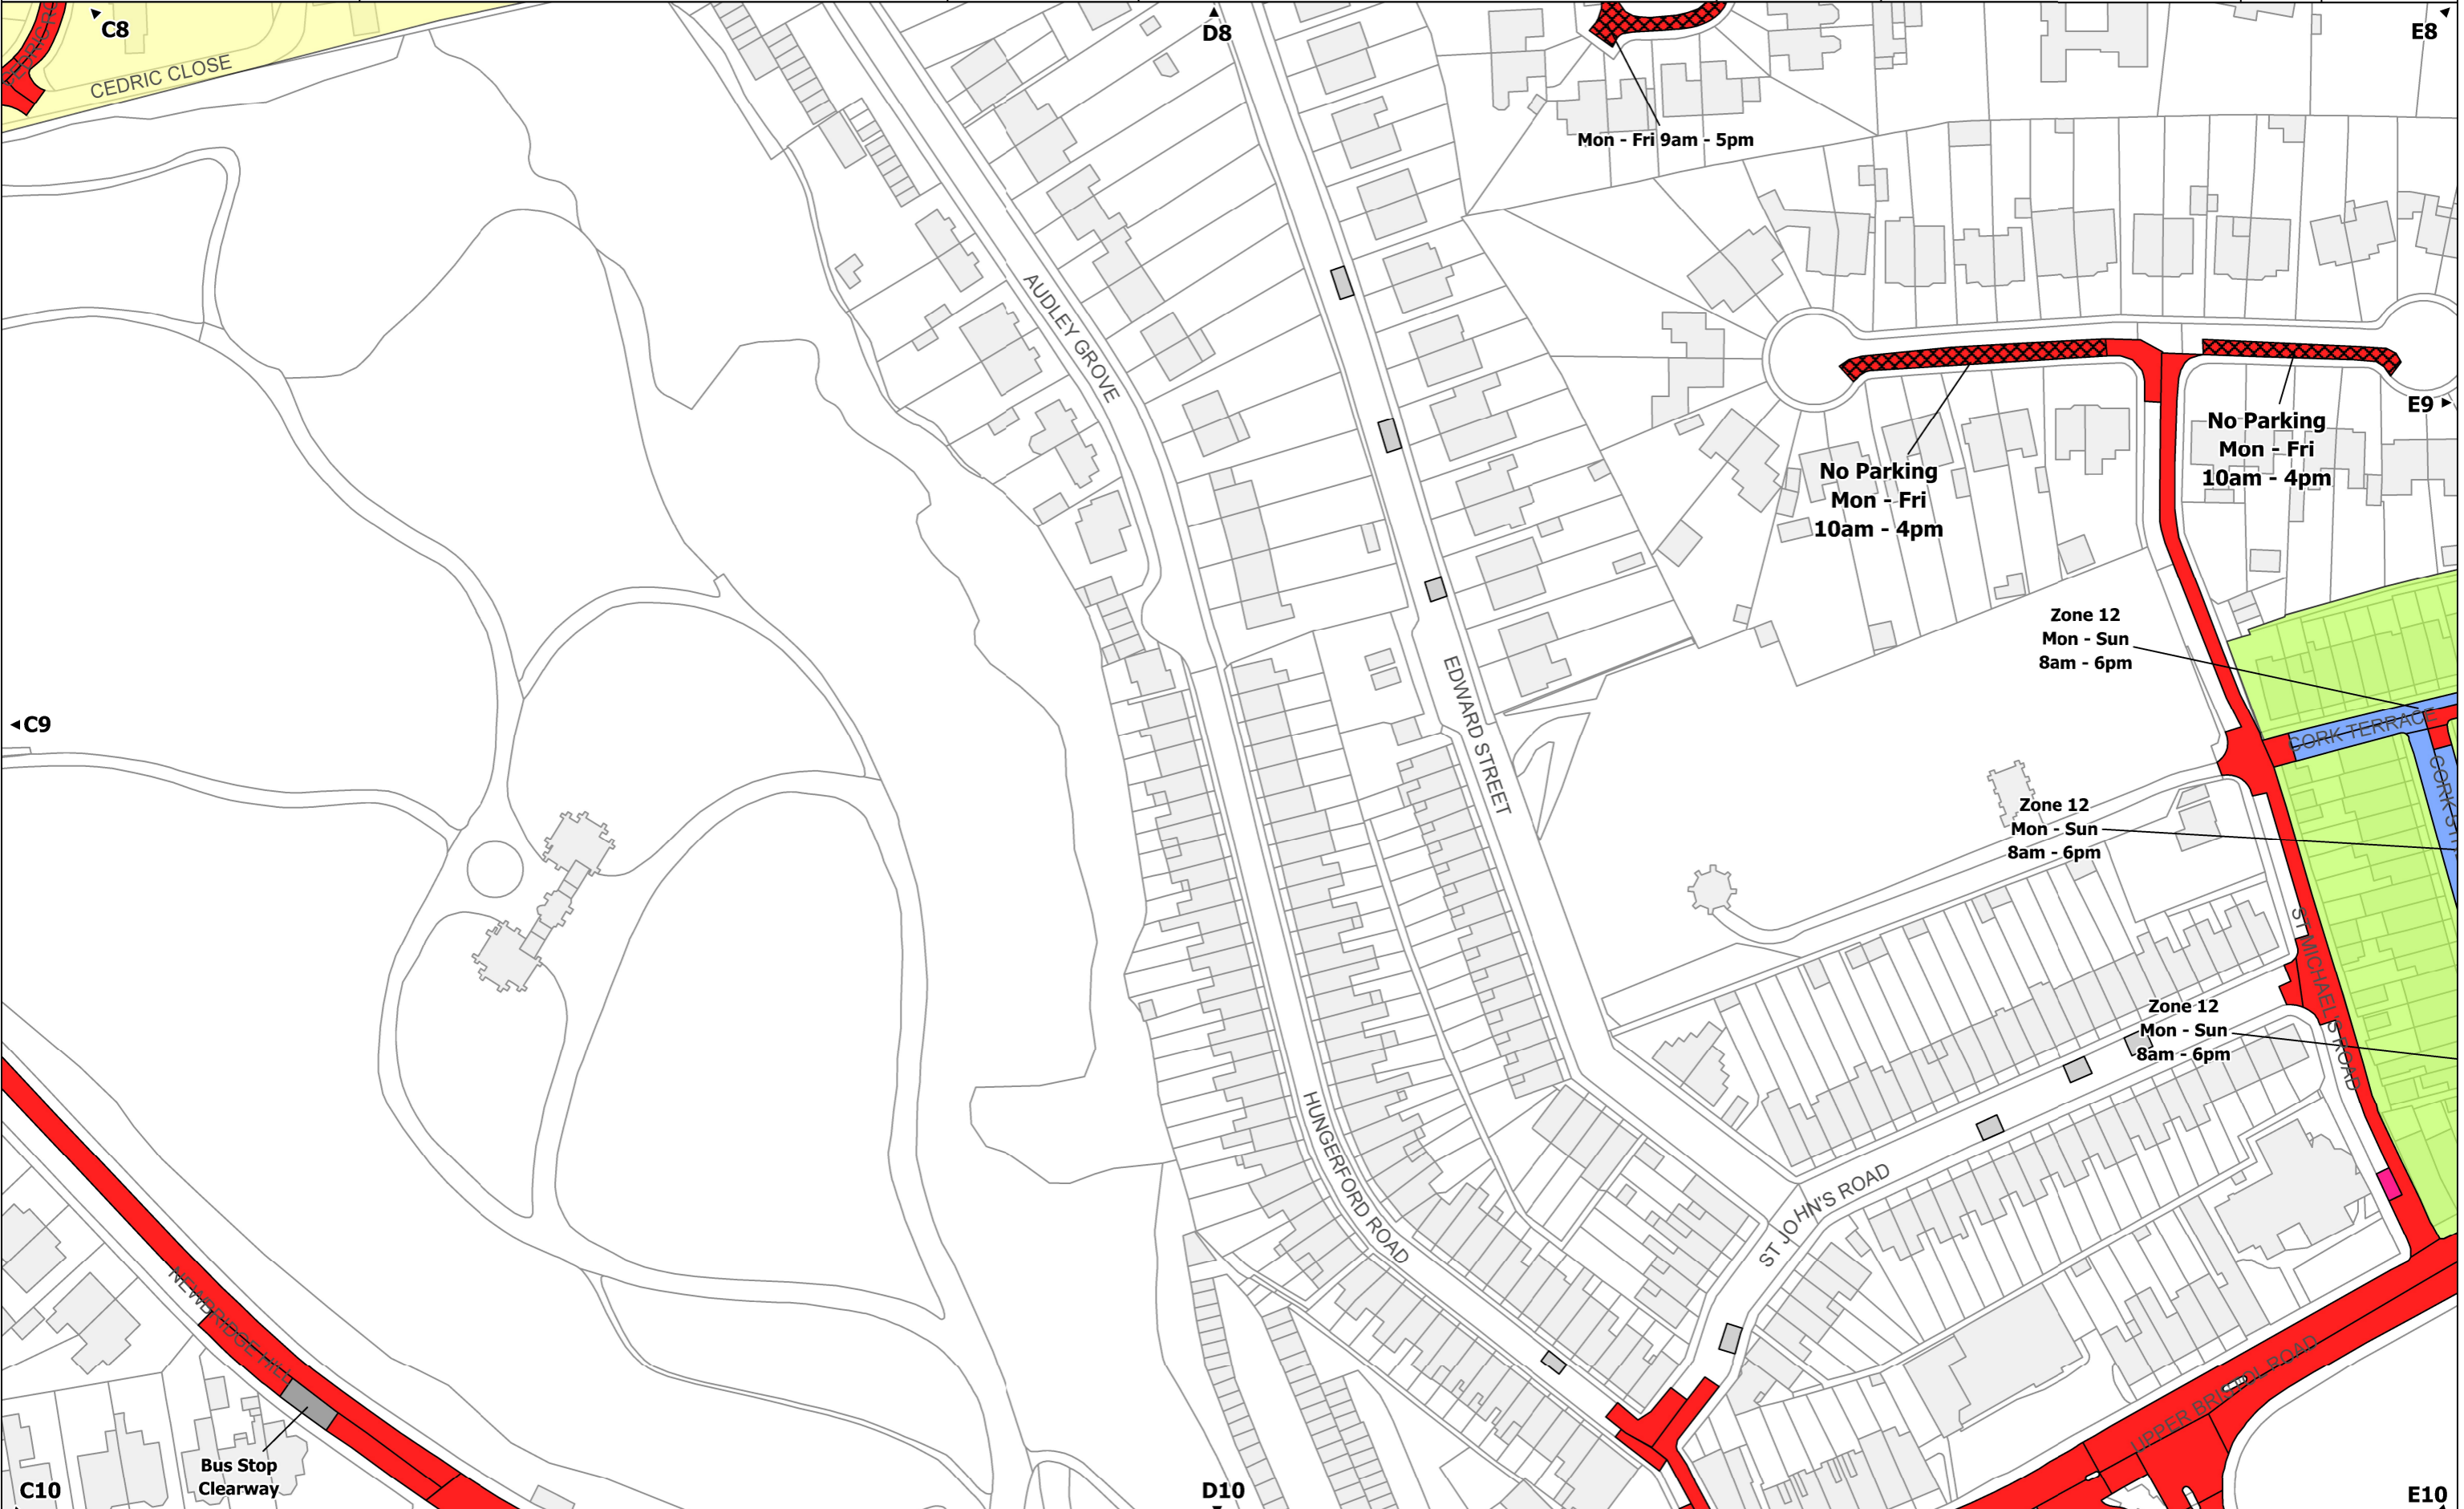 C8
D8
E8
CEDRIC CLOSE
Mon - Fri 9am - 5pm
AUDLEY GROVE
E9
No Parking
Mon - Fri
10am - 4pm
No Parking
Mon - Fri
10am - 4pm
Zone 12
Mon - Sun
8am - 6pm
EDWARD STREET
C9
CORK TERRACE
Zone 12
Mon - Sun
8am - 6pm
ST MICHAEL'S ROAD
Zone 12
Mon - Sun
8am - 6pm
HUNGERFORD ROAD
ST JOHN'S ROAD
NEWBRIDGE HILL
UPPER BRISTOL ROAD
Bus Stop
Clearway
C10
D10
E10